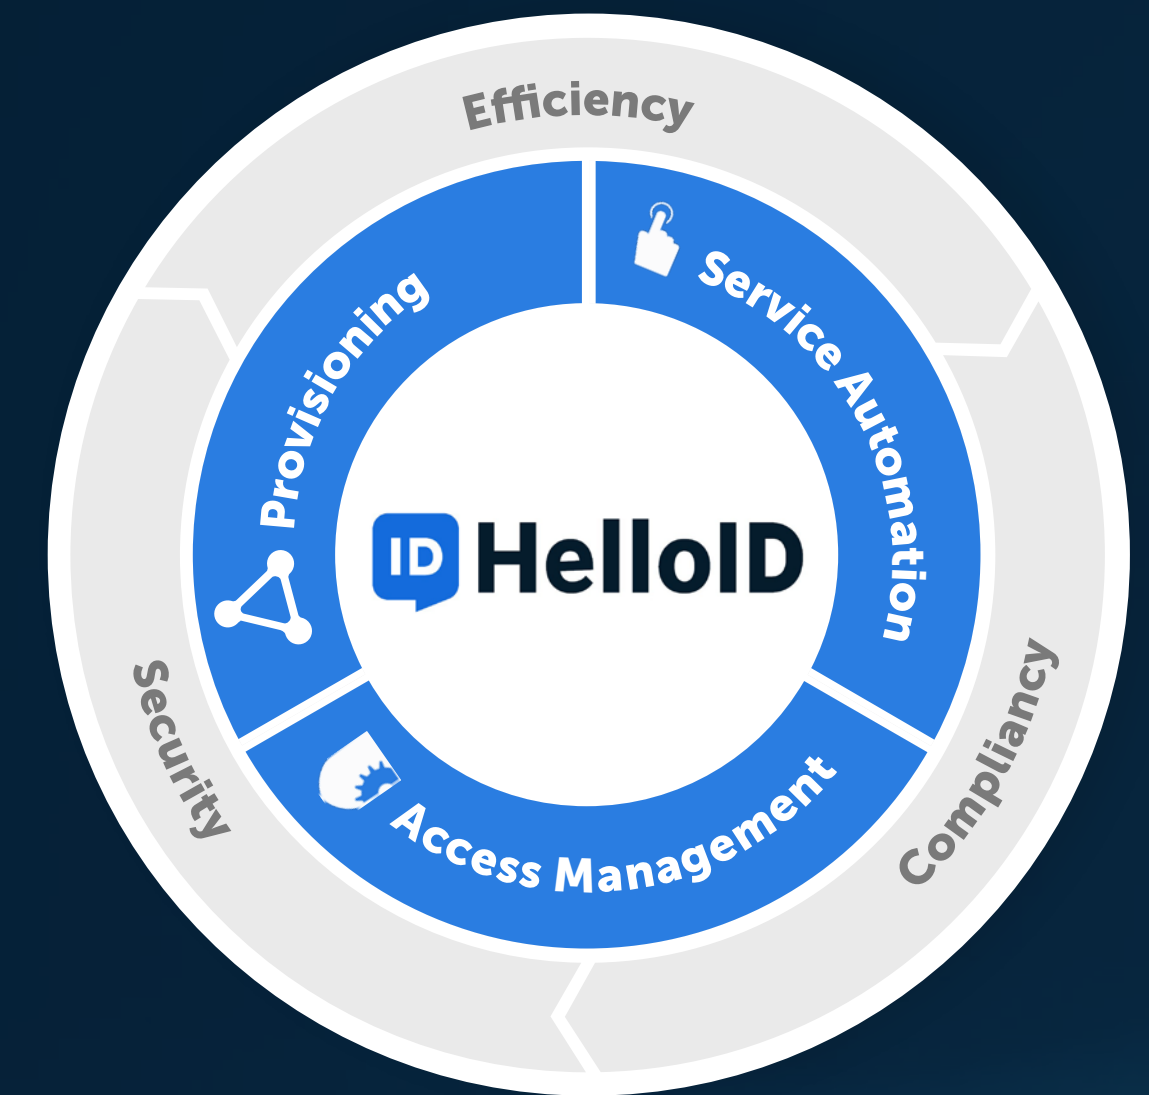 Efficiency
Service Automation
Provisioning
ID HelloID
Security
Access Management
Compliancy